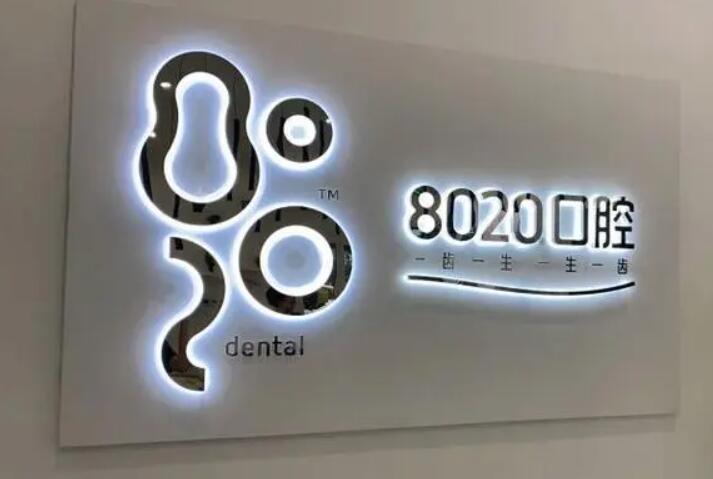 TM
dental
8020口腔
一齿一生 一生一齿